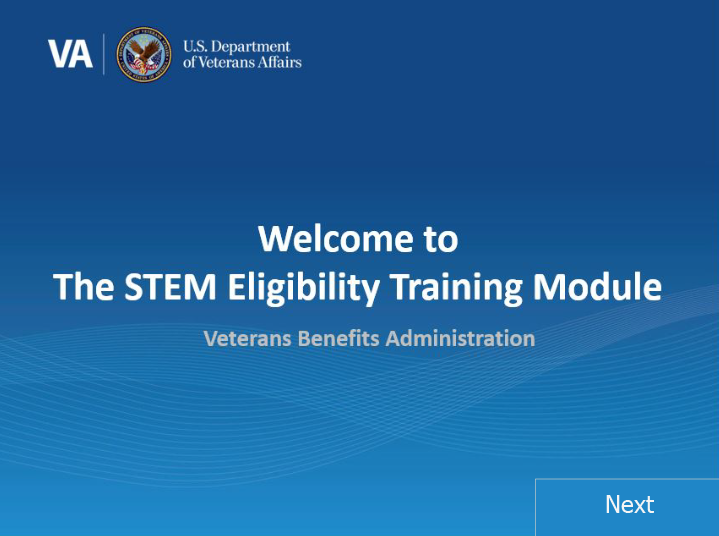 VA
U.S. Department
of Veterans Affairs
Welcome to
The STEM Eligibility Training Module
Veterans Benefits Administration
Next